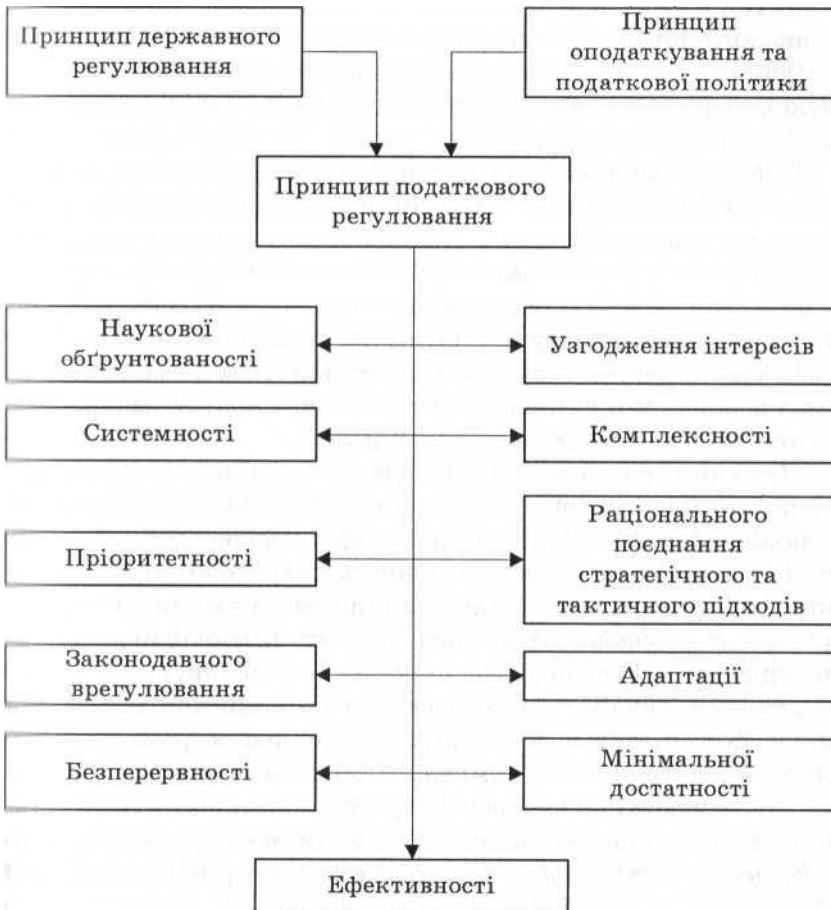 Принцип державного
регулювання
Принцип
оподаткування та
податкової політики
Принцип податкового
регулювання
Наукової
обґрунтованості
Узгодження інтересів
Системності
Комплексності
Пріоритетності
Раціонального
поєднання
стратегічного та
тактичного підходів
Законодавчого
врегулювання
Адаптації
Безперервності
Мінімальної
достатності
Ефективності